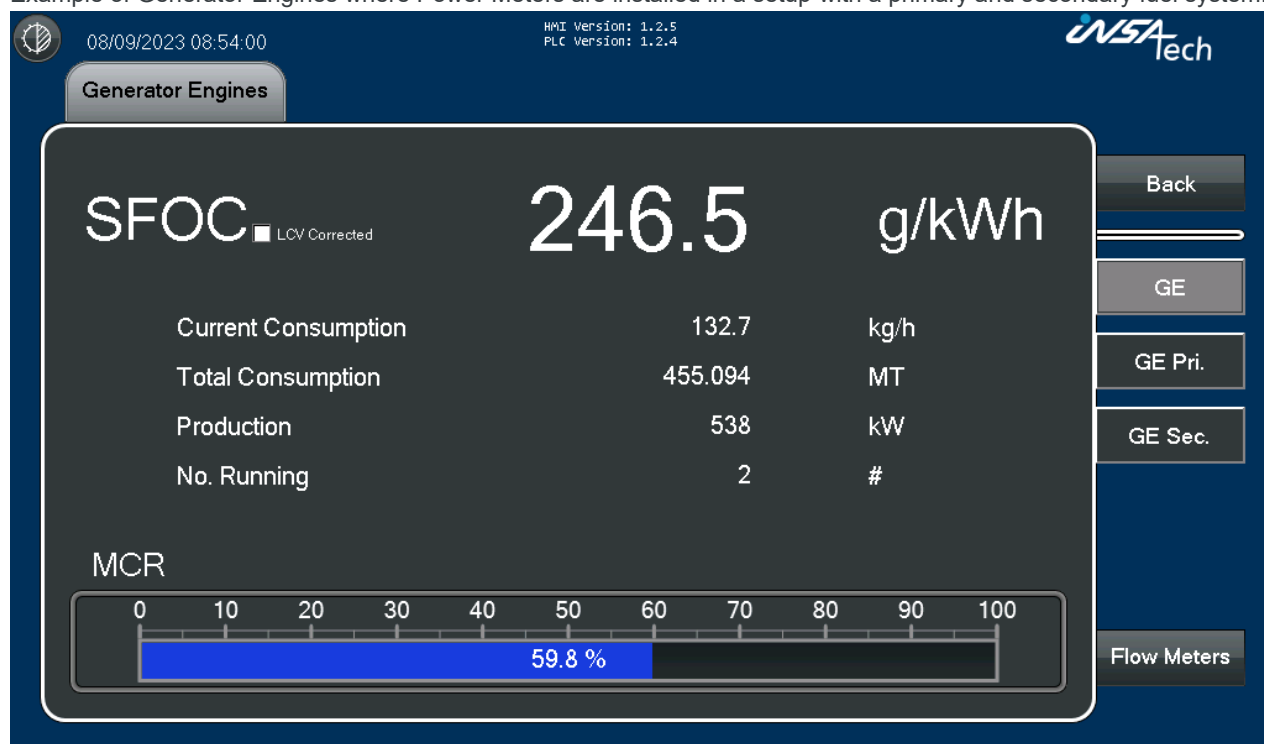 Example of Generator Engines where Power Meters are installed in a setup with a primary and secondary fuel system.
08/09/2023 08:54:00
HMI Version: 1.2.5
PLC Version: 1.2.4
iNSATech
Generator Engines
SFOC LCV Corrected 246.5 g/kWh
Current Consumption 132.7 kg/h
Total Consumption 455.094 MT
Production 538 kW
No. Running 2 #
MCR
0 10 20 30 40 50 60 70 80 90 100
59.8 %
Back
GE
GE Pri.
GE Sec.
Flow Meters